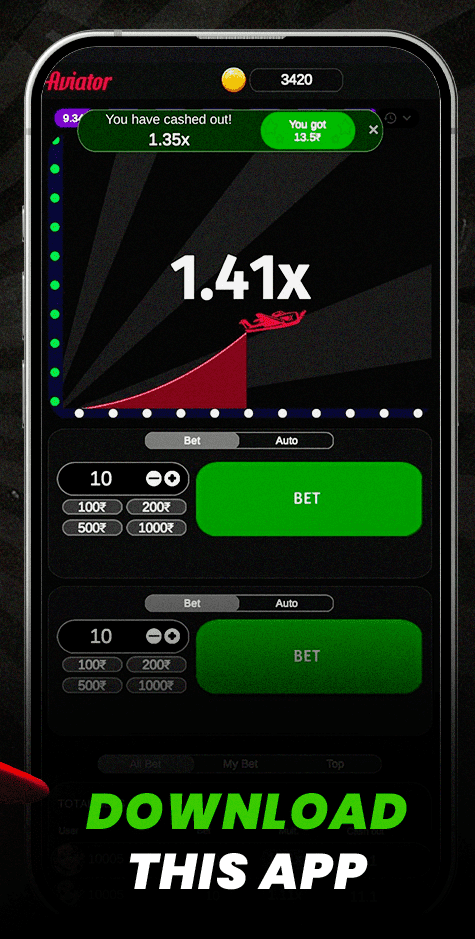 Aviator
3420
9.34
You have cashed out!
1.35x
You got
13.5₹
1.41x
Bet
Auto
10
BET
100₹
200₹
500₹
1000₹
Bet
Auto
10
BET
100₹
200₹
500₹
1000₹
All Bet
My Bet
Top
DOWNLOAD
THIS APP